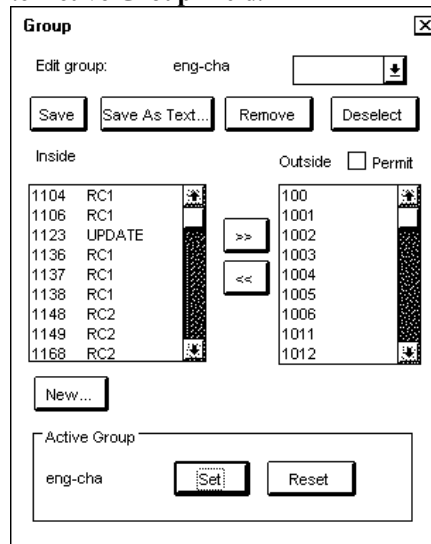 Group
Edit group: eng-cha
Save Save As Text... Remove Deselect
Inside Outside Permit
1104 RC1 100
1106 RC1 1001
1123 UPDATE >> 1002
1136 RC1 1003
1137 RC1 << 1004
1138 RC1 1005
1148 RC2 1006
1149 RC2 1011
1168 RC2 1012
New...
Active Group
eng-cha Set Reset